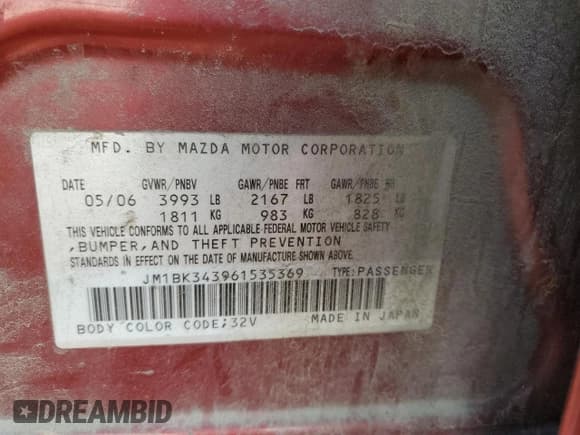 MFD. BY MAZDA MOTOR CORPORATION
DATE GVWR/PNBV GAWR/PNBE FRT GAWR/PNBE RR
05/06 3993 LB 2167 LB 1825 LB
1811 KG 983 KG 828 KG
THIS VEHICLE CONFORMS TO ALL APPLICABLE FEDERAL MOTOR VEHICLE SAFETY
,BUMPER,AND THEFT PREVENTION
STANDARDS IN EFFECT ON THE DATE OF MANUFACTURE SHOWN ABOVE.
JM1BK343961535369 TYPE:PASSENGER
BODY COLOR CODE;32V MADE IN JAPAN
DREAMBID